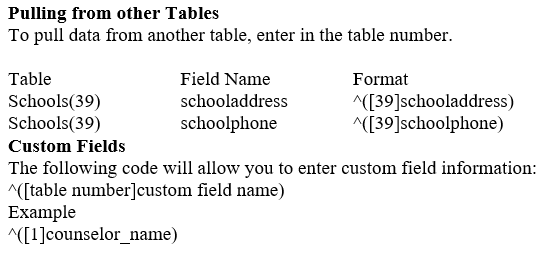 Pulling from other Tables
To pull data from another table, enter in the table number.
Table Field Name Format
Schools(39) schooladdress ^([39]schooladdress)
Schools(39) schoolphone ^([39]schoolphone)
Custom Fields
The following code will allow you to enter custom field information:
^([table number]custom field name)
Example
^([1]counselor_name)